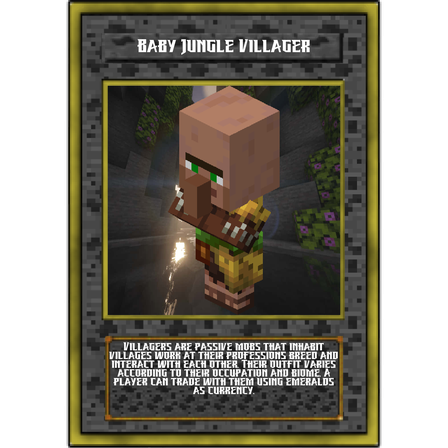 Baby Jungle Villager
Villagers are passive mobs that inhabit
villages work at their professions breed and
interact with each other. Their outfit varies
according to their occupation and biome. A
player can trade with them using emeralds
as currency.